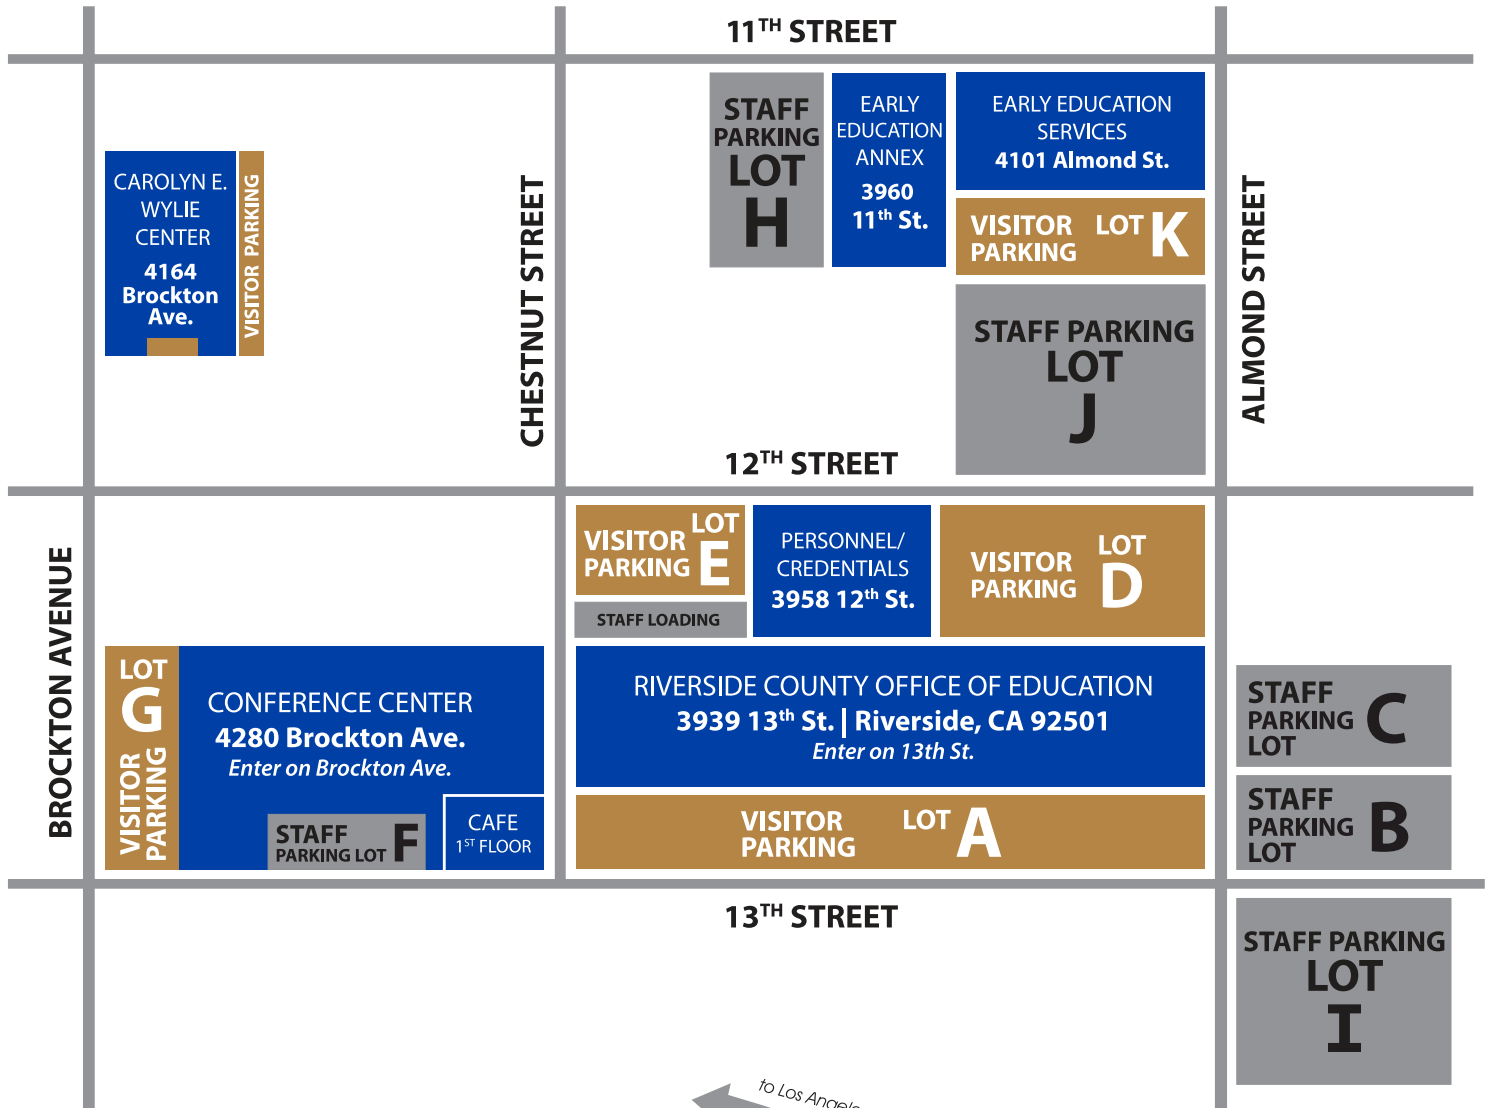 11TH STREET
STAFF
PARKING
LOT
H
EARLY
EDUCATION
ANNEX
3960
11th St.
EARLY EDUCATION
SERVICES
4101 Almond St.
VISITOR
PARKING
LOT K
CAROLYN E.
WYLIE
CENTER
4164
Brockton
Ave.
VISITOR PARKING
CHESTNUT STREET
ALMOND STREET
STAFF PARKING
LOT
J
12TH STREET
BROCKTON AVENUE
VISITOR
PARKING
LOT
E
STAFF LOADING
PERSONNEL/
CREDENTIALS
3958 12th St.
VISITOR
PARKING
LOT
D
LOT
G
VISITOR
PARKING
CONFERENCE CENTER
4280 Brockton Ave.
Enter on Brockton Ave.
STAFF
PARKING LOT F
CAFE
1ST FLOOR
RIVERSIDE COUNTY OFFICE OF EDUCATION
3939 13th St. | Riverside, CA 92501
Enter on 13th St.
VISITOR
PARKING
LOT A
STAFF
PARKING
LOT
C
STAFF
PARKING
LOT
B
13TH STREET
STAFF PARKING
LOT
I
to Los